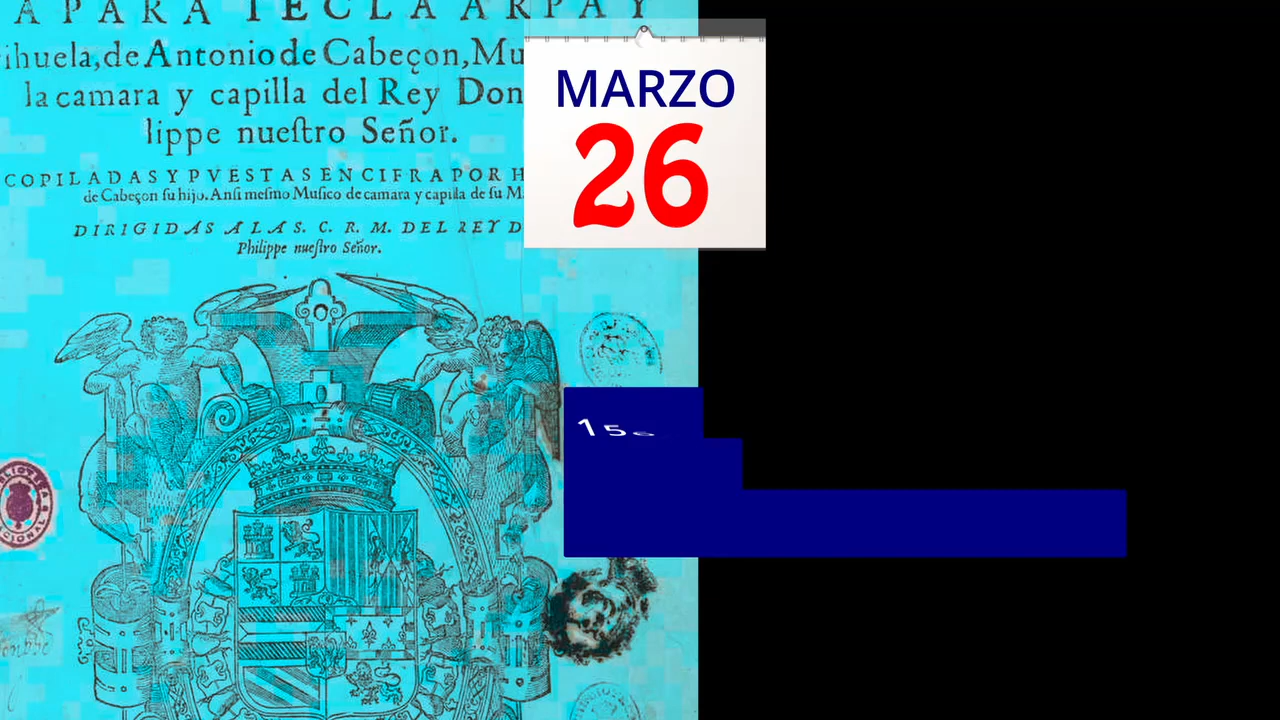 A PARA TECLA ARPA Y
ihuela, de Antonio de Cabeçon, Mu
la camara y capilla del Rey Don
lippe nueſtro Señor.
COPILADAS Y PVESTAS EN CIFRA POR H
de Cabeçon ſu hijo. Anſi meſmo Muſico de camara y capilla de ſu M.
DIRIGIDAS A LA S. C. R. M. DEL REY D
Philippe nueſtro Señor.
MARZO
26